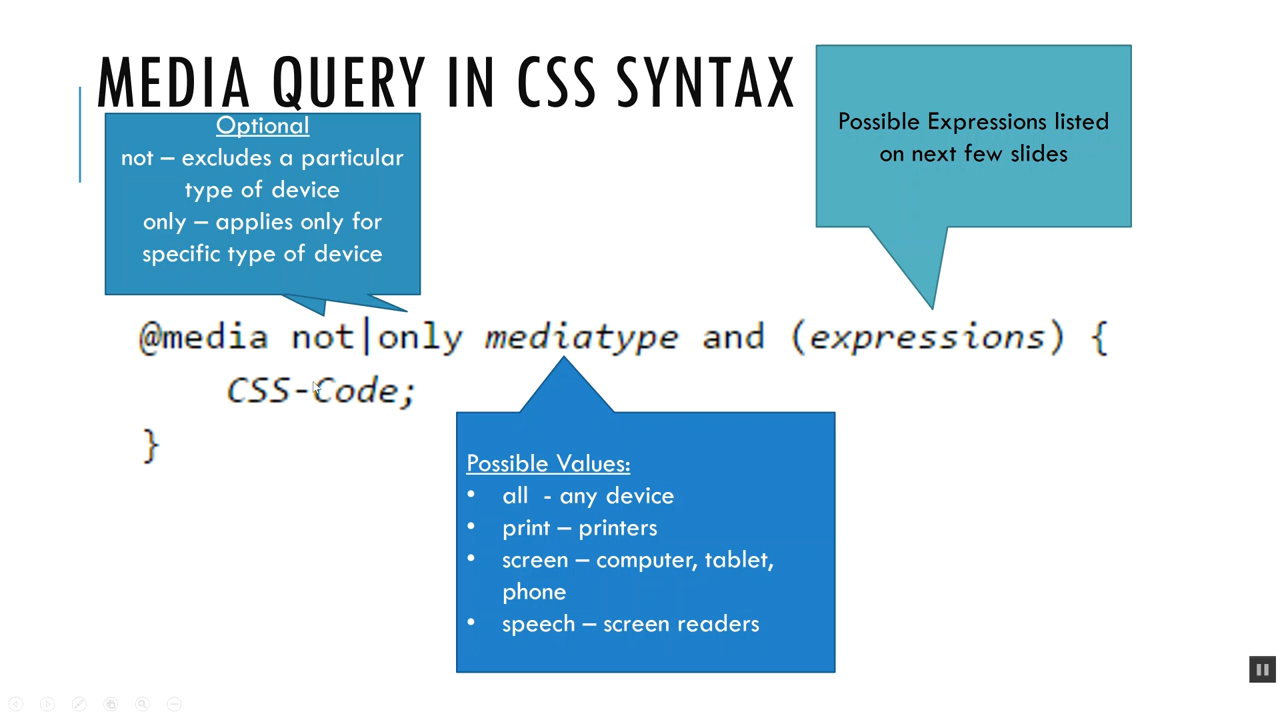 MEDIA QUERY IN CSS SYNTAX
Optional
not – excludes a particular
type of device
only – applies only for
specific type of device
Possible Expressions listed
on next few slides
@media not|only mediatype and (expressions) {
CSS-Code;
}
Possible Values:
• all - any device
• print – printers
• screen – computer, tablet,
phone
• speech – screen readers